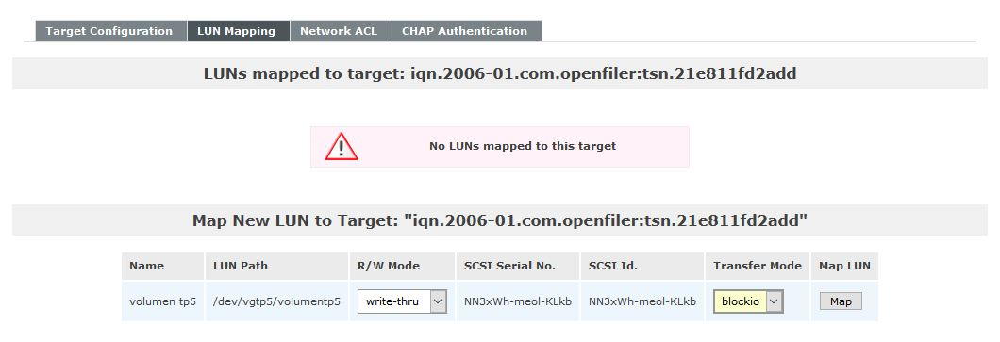 Target Configuration LUN Mapping Network ACL CHAP Authentication
LUNs mapped to target: iqn.2006-01.com.openfiler:tsn.21e811fd2add
No LUNs mapped to this target
Map New LUN to Target: "iqn.2006-01.com.openfiler:tsn.21e811fd2add"
Name LUN Path R/W Mode SCSI Serial No. SCSI Id. Transfer Mode Map LUN
volumen tp5 /dev/vgtp5/volumentp5 write-thru NN3xWh-meol-KLkb NN3xWh-meol-KLkb blockio Map